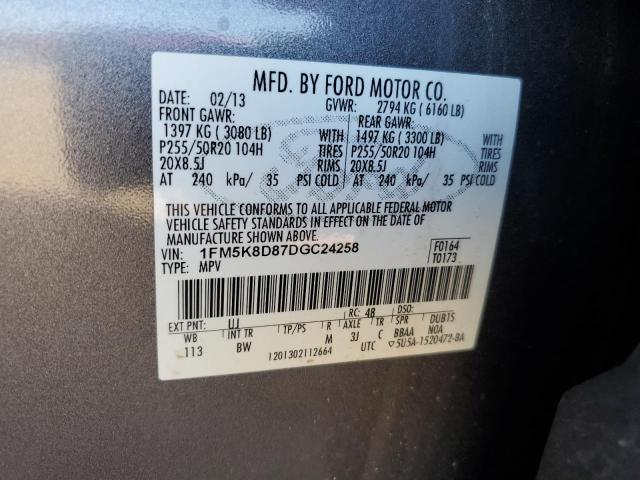 MFD. BY FORD MOTOR CO.
DATE: 02/13 GVWR: 2794 KG (6160 LB)
FRONT GAWR: REAR GAWR:
1397 KG (3080 LB) 1497 KG (3300 LB)
P255/50R20 104H TIRES P255/50R20 104H TIRES
20X8.5J RIMS 20X8.5J RIMS
AT 240 kPa/ 35 PSI COLD AT 240 kPa/ 35 PSI COLD
THIS VEHICLE CONFORMS TO ALL APPLICABLE FEDERAL MOTOR
VEHICLE SAFETY STANDARDS IN EFFECT ON THE DATE OF
MANUFACTURE SHOWN ABOVE.
VIN: 1FM5K8D87DGC24258 F0164
TYPE: MPV T0173
EXT PNT: UJ RC: 48 DSO:
WB INT TR TP/PS R AXLE TR SPR DUBTS
113 BW M 3J C BBAA N0A
1201302112664 UTC ▽5U5A-1520472-BA